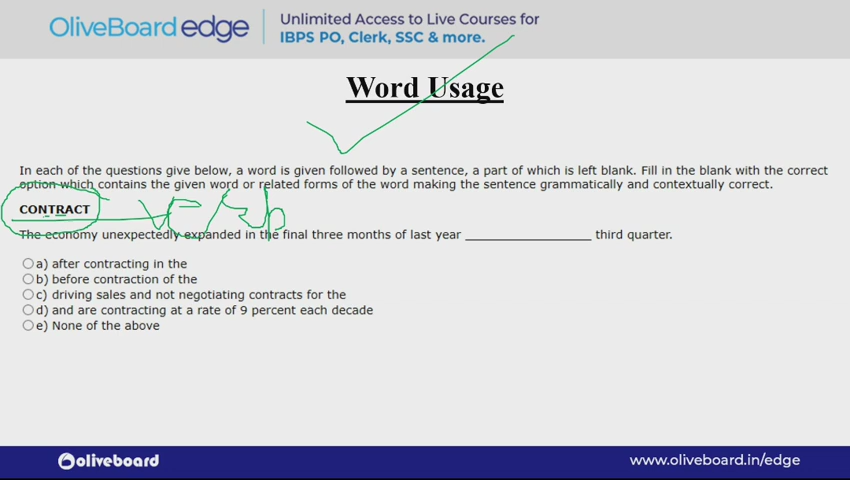 OliveBoard edge
Unlimited Access to Live Courses for
IBPS PO, Clerk, SSC & more.
Word Usage
In each of the questions give below, a word is given followed by a sentence, a part of which is left blank. Fill in the blank with the correct
option which contains the given word or related forms of the word making the sentence grammatically and contextually correct.
CONTRACT
The economy unexpectedly expanded in the final three months of last year ____________________ third quarter.
a) after contracting in the
b) before contraction of the
c) driving sales and not negotiating contracts for the
d) and are contracting at a rate of 9 percent each decade
e) None of the above
oliveboard
www.oliveboard.in/edge